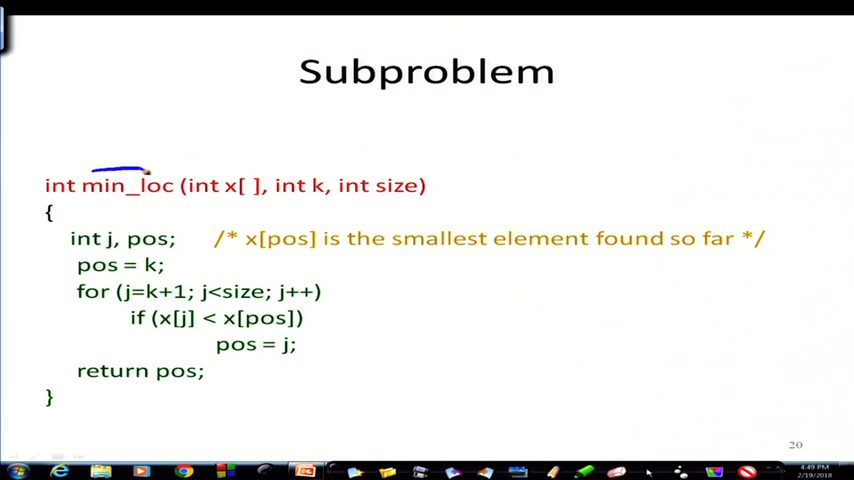 Subproblem
int min_loc (int x[ ], int k, int size)
{
int j, pos; /* x[pos] is the smallest element found so far */
pos = k;
for (j=k+1; j<size; j++)
if (x[j] < x[pos])
pos = j;
return pos;
}
20
4:49 PM
2/19/2018